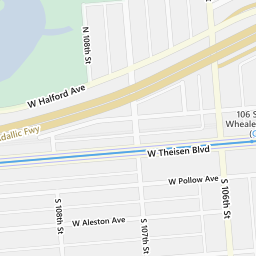 N 108th St
W Halford Ave
dallic Fwy
106 S
Wheale
(C
W Theisen Blvd
W Pollow Ave
S 106th St
S 108th St
W Aleston Ave
S 107th St